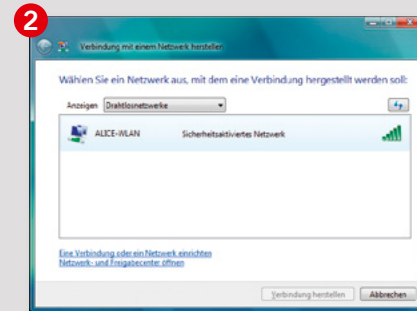 2
Verbindung mit einem Netzwerk herstellen
Wählen Sie ein Netzwerk aus, mit dem eine Verbindung hergestellt werden soll:
Anzeigen Drahtlosnetzwerke
ALICE-WLAN Sicherheitsaktiviertes Netzwerk
Eine Verbindung oder ein Netzwerk einrichten
Netzwerk- und Freigabecenter öffnen
Verbindung herstellen Abbrechen